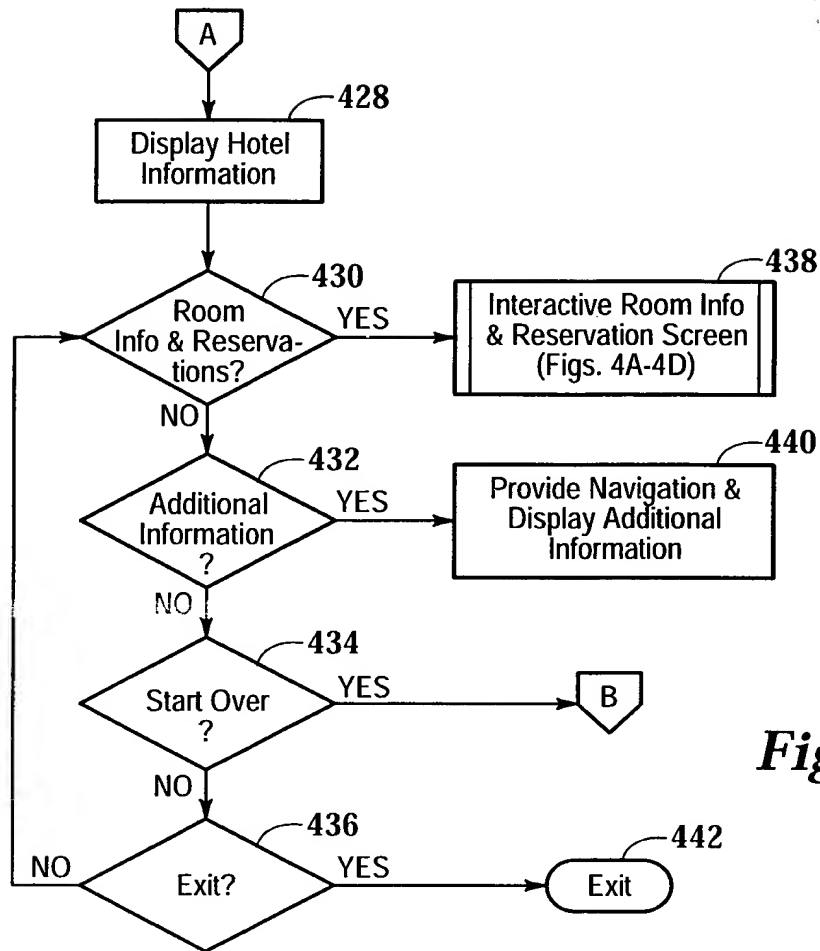 A
428
Display Hotel
Information
430
Room
Info & Reserva-
tions?
YES
438
Interactive Room Info
& Reservation Screen
(Figs. 4A-4D)
NO
432
Additional
Information
?
YES
440
Provide Navigation &
Display Additional
Information
NO
434
Start Over
?
YES
B
NO
436
Exit?
YES
442
Exit
NO